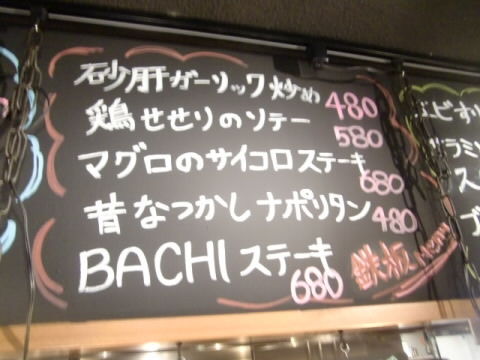 砂肝ガーリック炒め 480
鶏せせりのソテー 580
マグロのサイコロステーキ 680
昔なつかしナポリタン 480
BACHIステーキ 680
鉄板